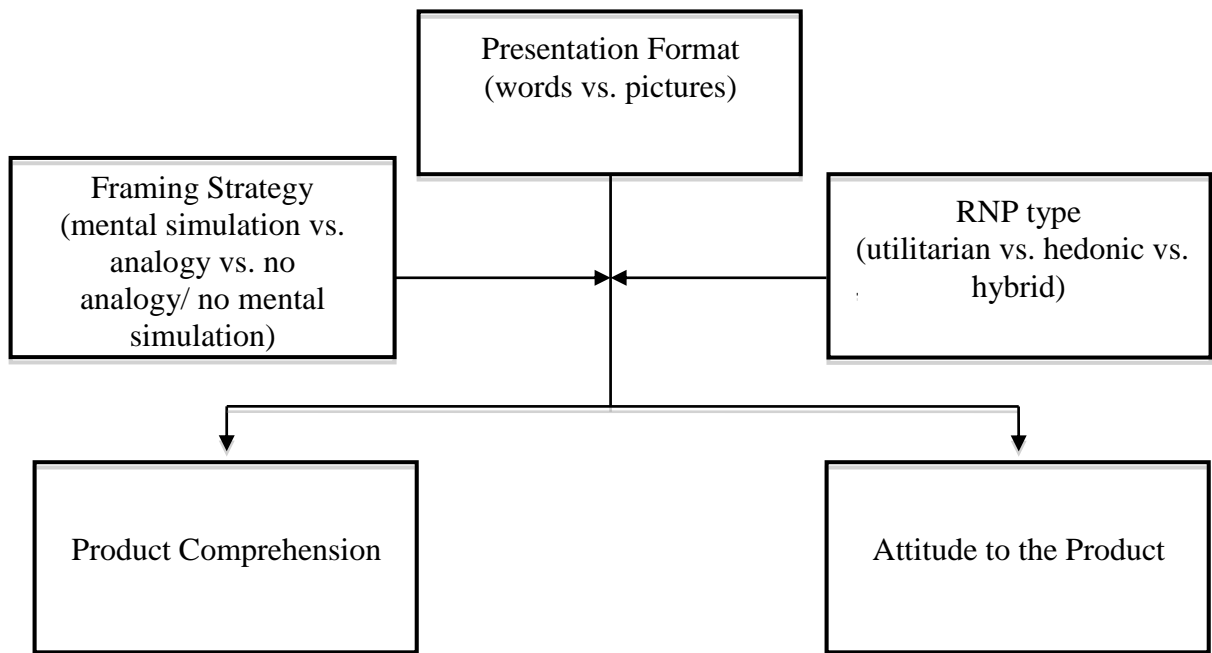 Presentation Format
(words vs. pictures)
Framing Strategy
(mental simulation vs.
analogy vs. no
analogy/ no mental
simulation)
RNP type
(utilitarian vs. hedonic vs.
hybrid)
Product Comprehension
Attitude to the Product